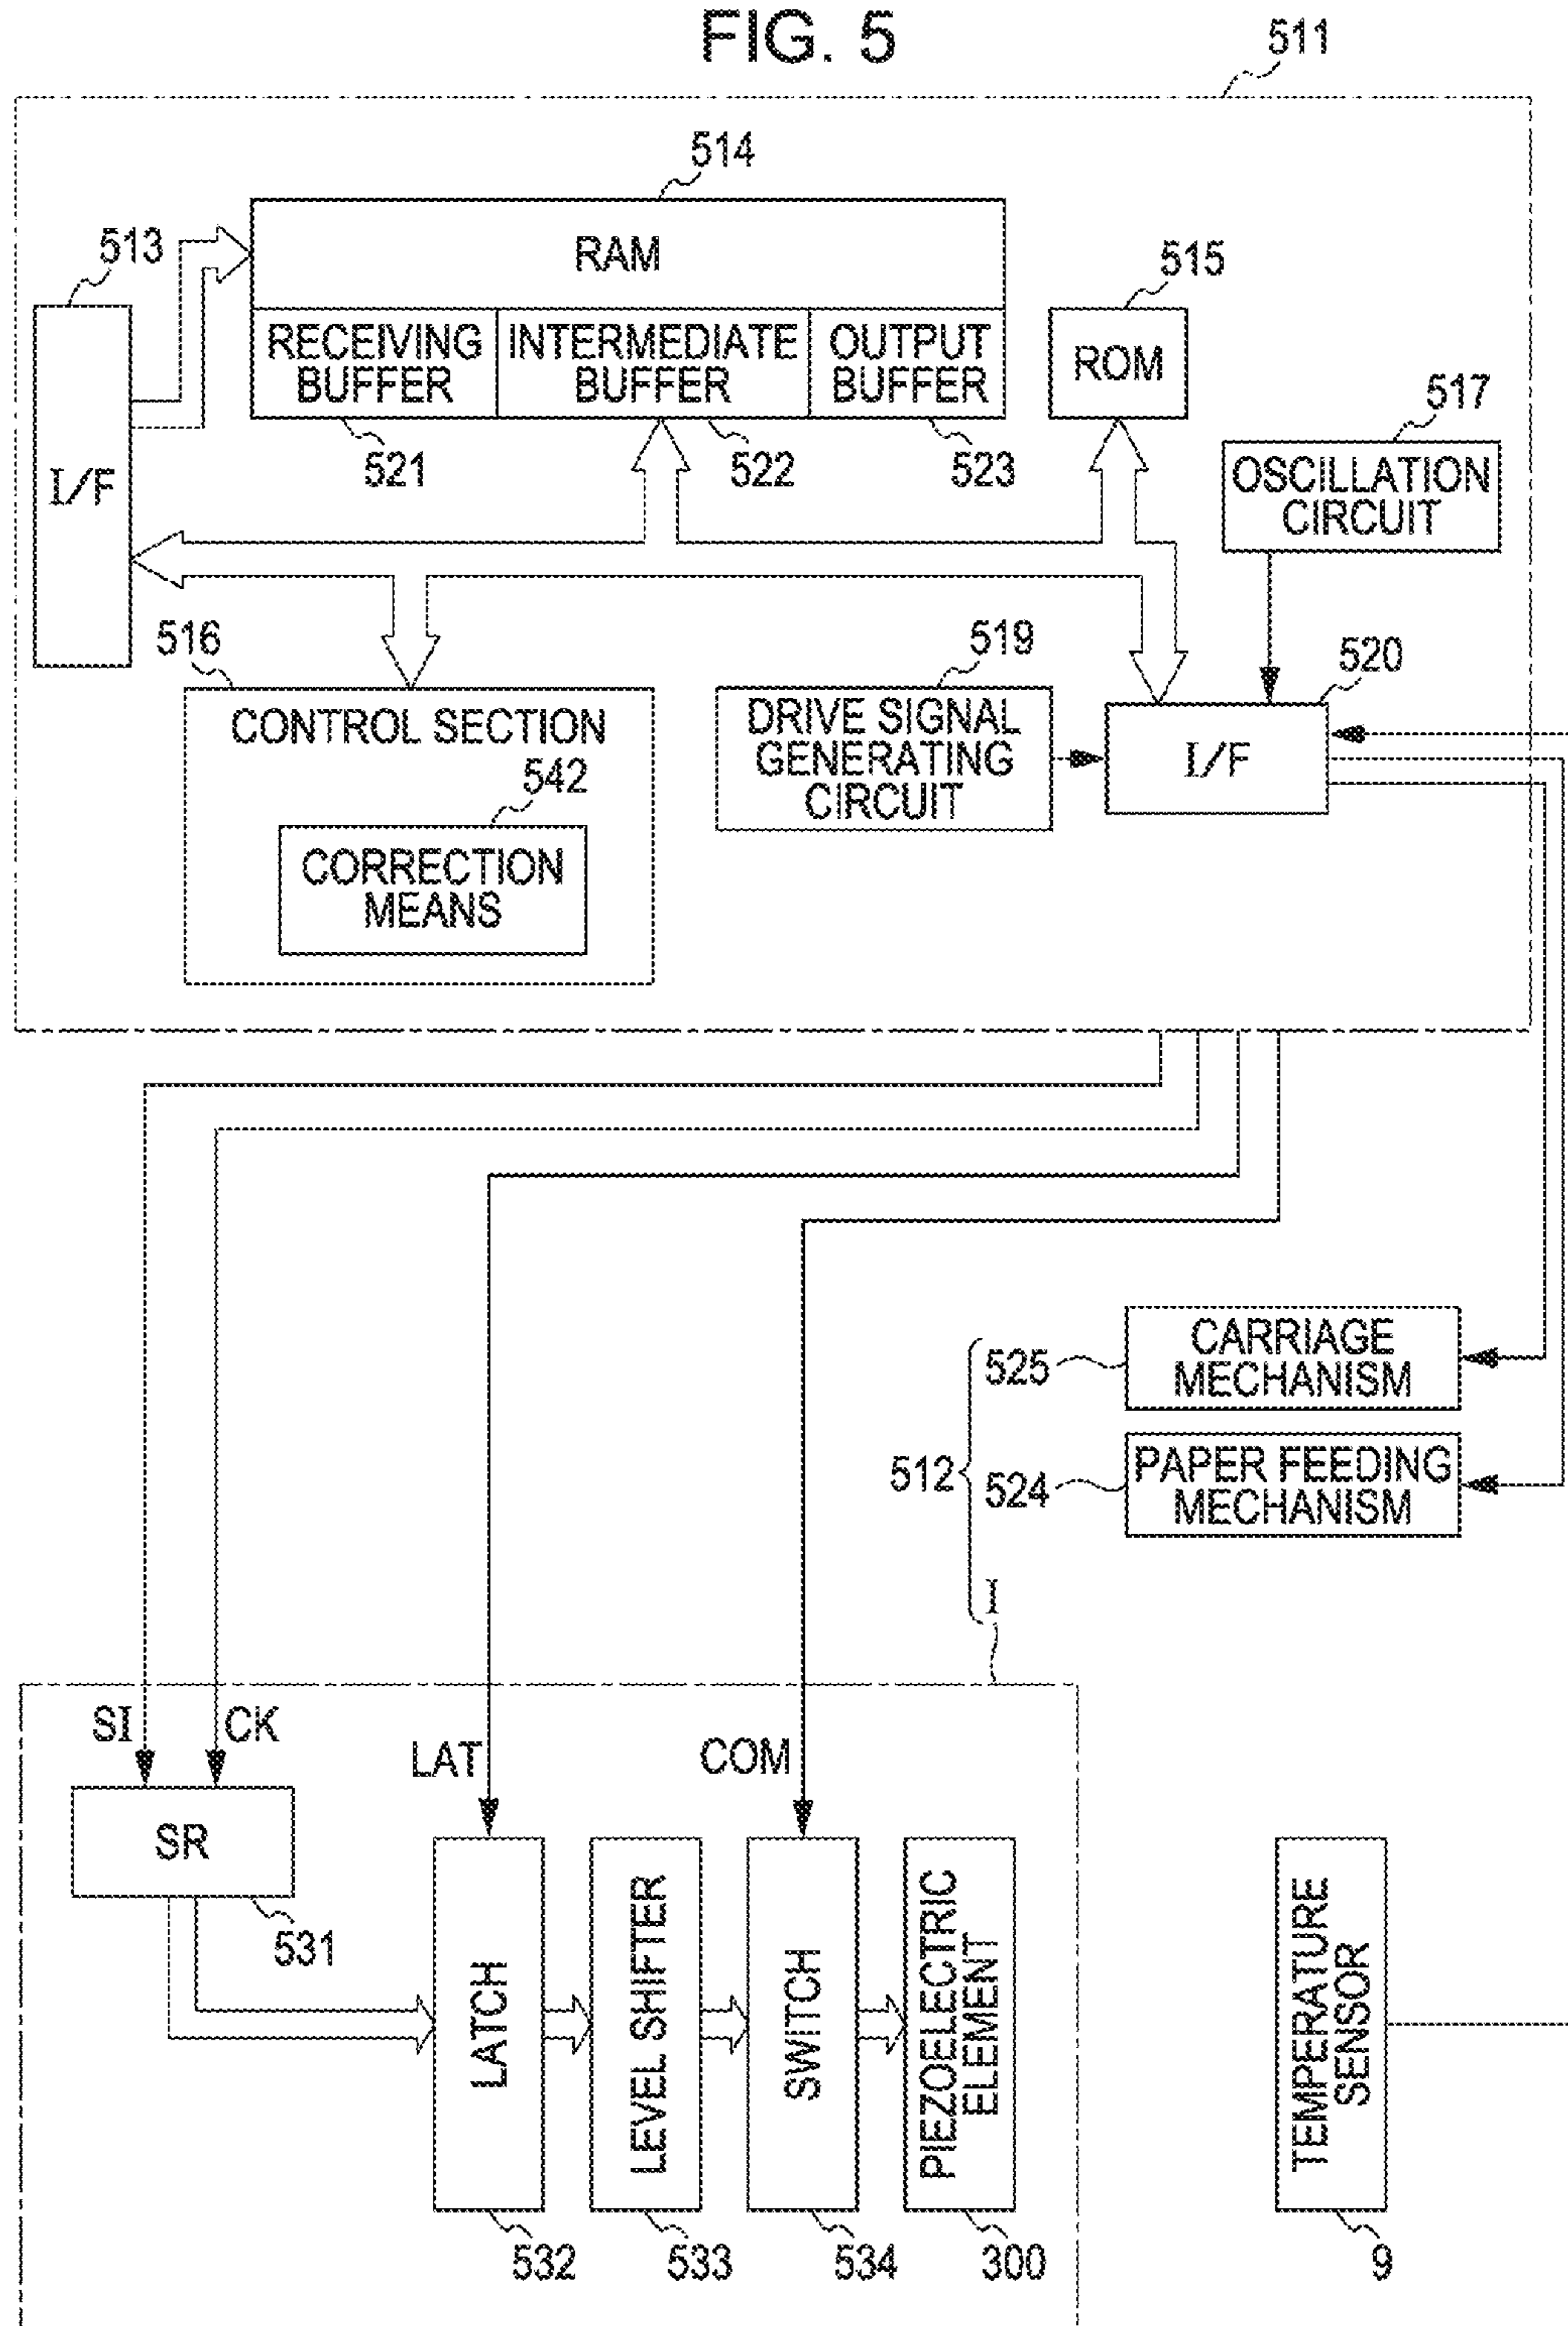 FIG. 5
511
514
RAM
513
515
RECEIVING
BUFFER
INTERMEDIATE
BUFFER
OUTPUT
BUFFER
ROM
517
I/F
521
522
523
OSCILLATION
CIRCUIT
516
519
520
CONTROL SECTION
DRIVE SIGNAL
GENERATING
CIRCUIT
I/F
542
CORRECTION
MEANS
525
CARRIAGE
MECHANISM
512
524
PAPER FEEDING
MECHANISM
I
SI
CK
LAT
COM
SR
531
LATCH
LEVEL SHIFTER
SWITCH
PIEZOELECTRIC
ELEMENT
TEMPERATURE
SENSOR
532
533
534
300
9